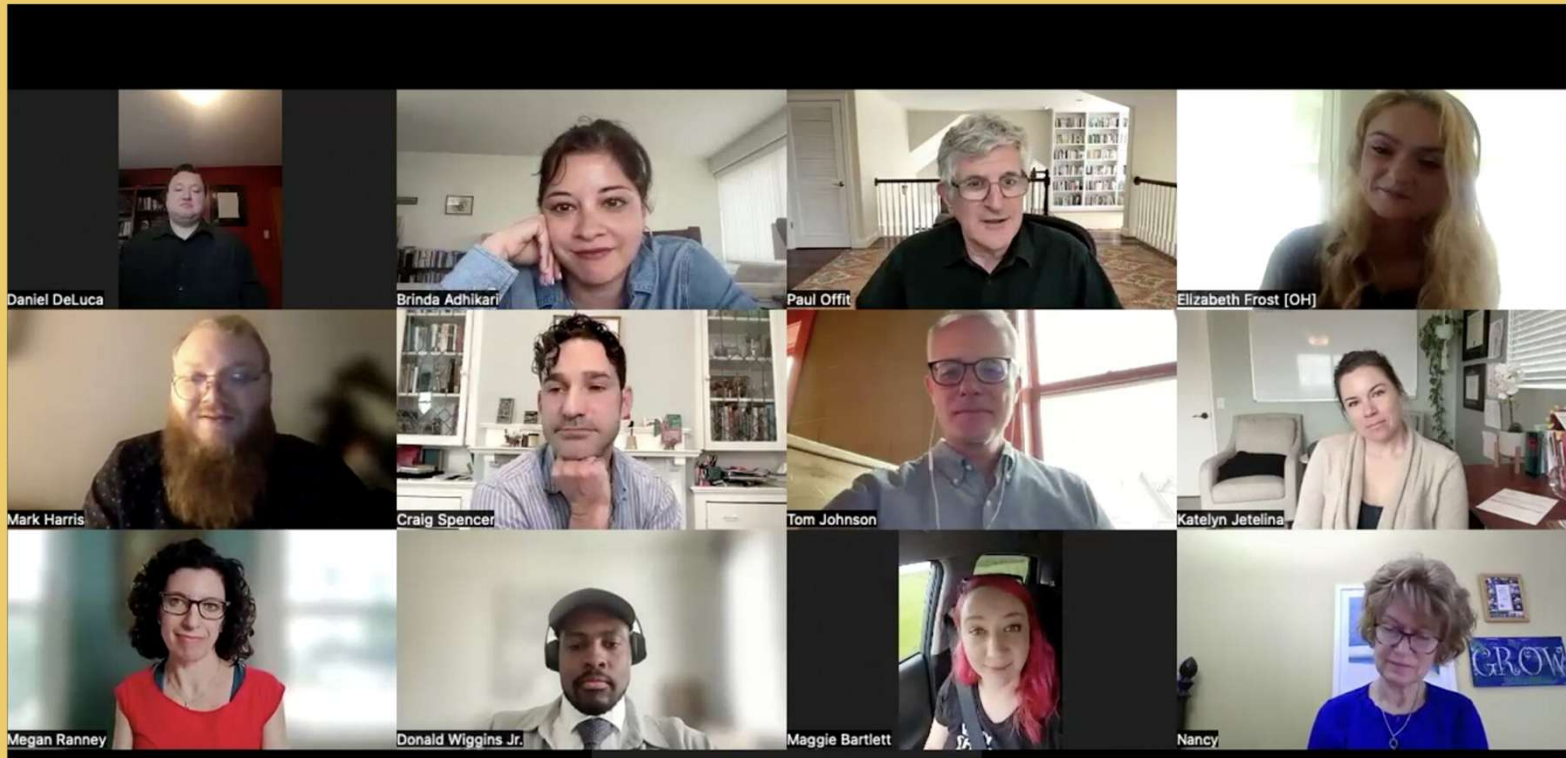 Daniel DeLuca
Brinda Adhikari
Paul Offit
Elizabeth Frost [OH]
Mark Harris
Craig Spencer
Tom Johnson
Katelyn Jetelina
GROW
Megan Ranney
Donald Wiggins Jr.
Maggie Bartlett
Nancy